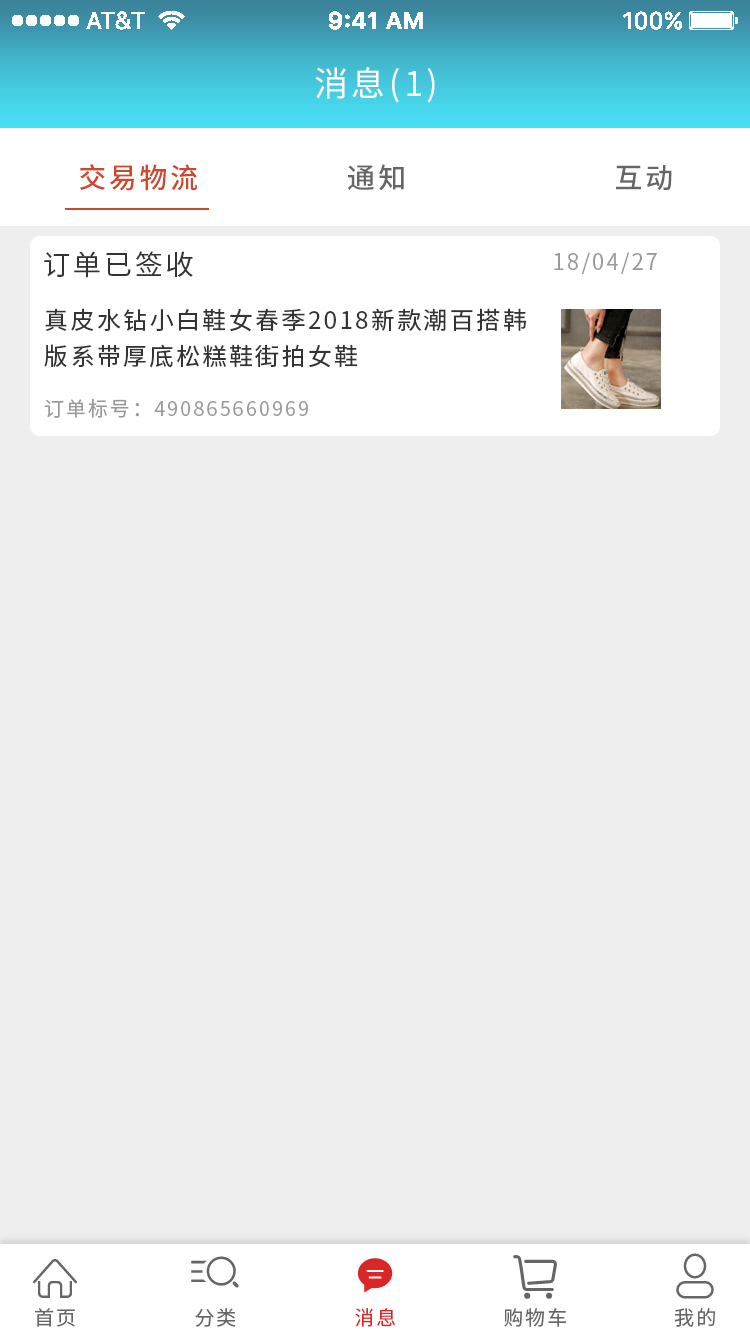 AT&T 9:41 AM 100%
消息(1)
交易物流 通知 互动
订单已签收 18/04/27
真皮水钻小白鞋女春季2018新款潮百搭韩
版系带厚底松糕鞋街拍女鞋
订单标号：490865660969
首页 分类 消息 购物车 我的